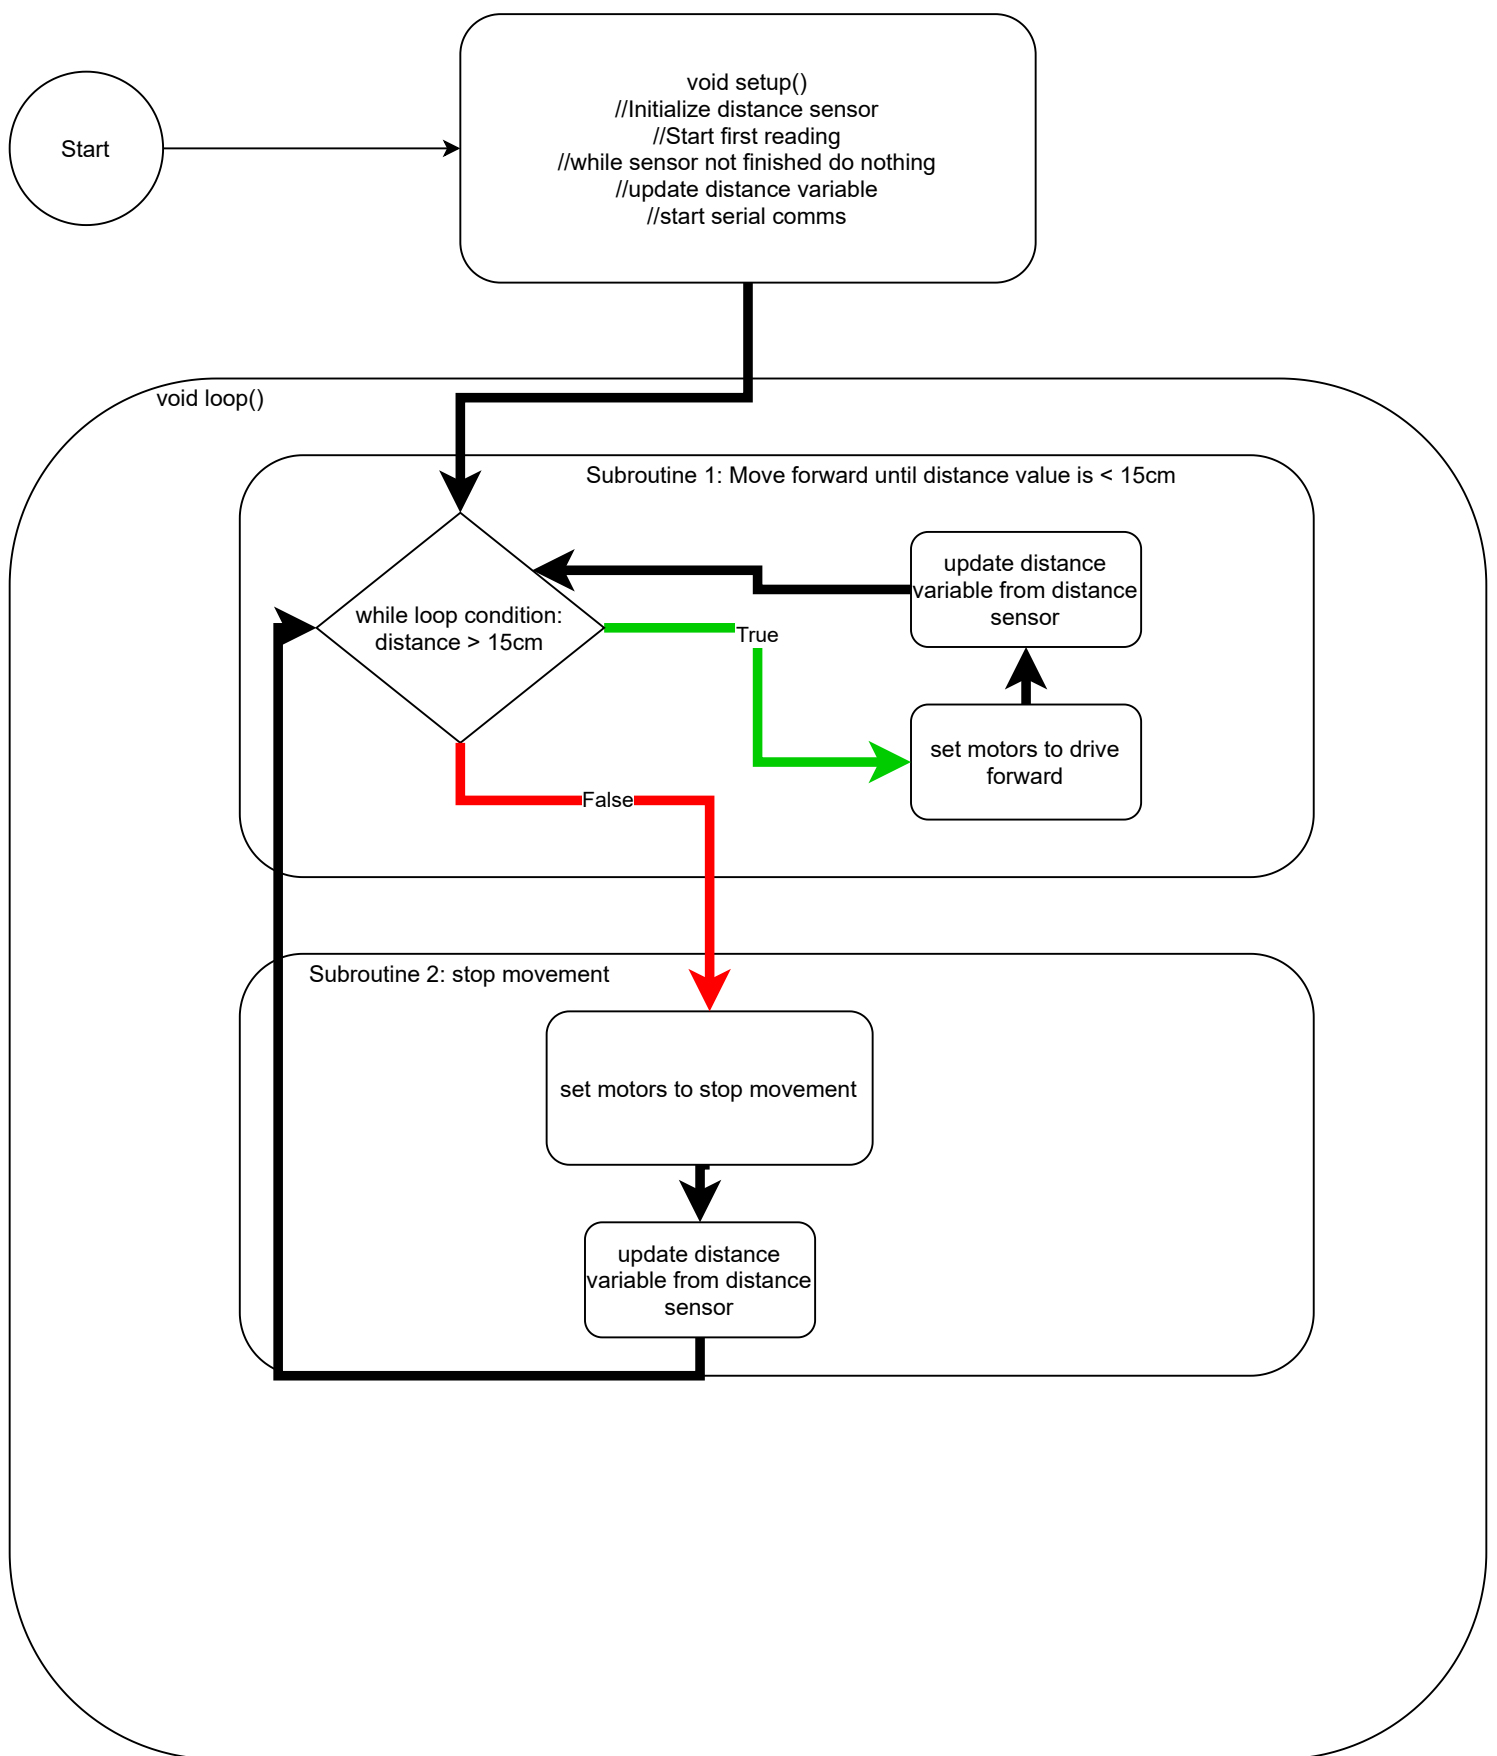 Start
void setup()
//Initialize distance sensor
//Start first reading
//while sensor not finished do nothing
//update distance variable
//start serial comms
void loop()
Subroutine 1: Move forward until distance value is < 15cm
while loop condition:
distance > 15cm
True
update distance
variable from distance
sensor
set motors to drive
forward
False
Subroutine 2: stop movement
set motors to stop movement
update distance
variable from distance
sensor